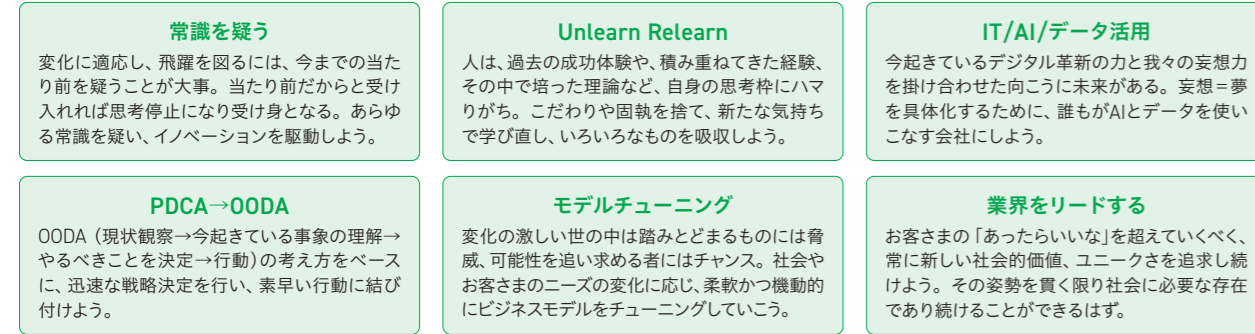 常識を疑う
変化に適応し、飛躍を図るには、今までの当た
り前を疑うことが大事。当たり前だからと受け
入れれば思考停止になり受け身となる。あらゆ
る常識を疑い、イノベーションを駆動しよう。
Unlearn Relearn
人は、過去の成功体験や、積み重ねてきた経験、
その中で培った理論など、自身の思考枠にハマ
りがち。こだわりや固執を捨て、新たな気持ち
で学び直し、いろいろなものを吸収しよう。
IT/AI/データ活用
今起きているデジタル革新の力と我々の妄想力
を掛け合わせた向こうに未来がある。妄想＝夢
を具体化するために、誰もがAIとデータを使い
こなす会社にしよう。
PDCA→OODA
OODA（現状観察→今起きている事象の理解→
やるべきことを決定→行動）の考え方をベース
に、迅速な戦略決定を行い、素早い行動に結び
付けよう。
モデルチューニング
変化の激しい世の中は踏みとどまるものには脅
威、可能性を追い求める者にはチャンス。社会や
お客さまのニーズの変化に応じ、柔軟かつ機動的
にビジネスモデルをチューニングしていこう。
業界をリードする
お客さまの「あったらいいな」を超えていくべく、
常に新しい社会的価値、ユニークさを追求し続
けよう。その姿勢を貫く限り社会に必要な存在
であり続けることができるはず。